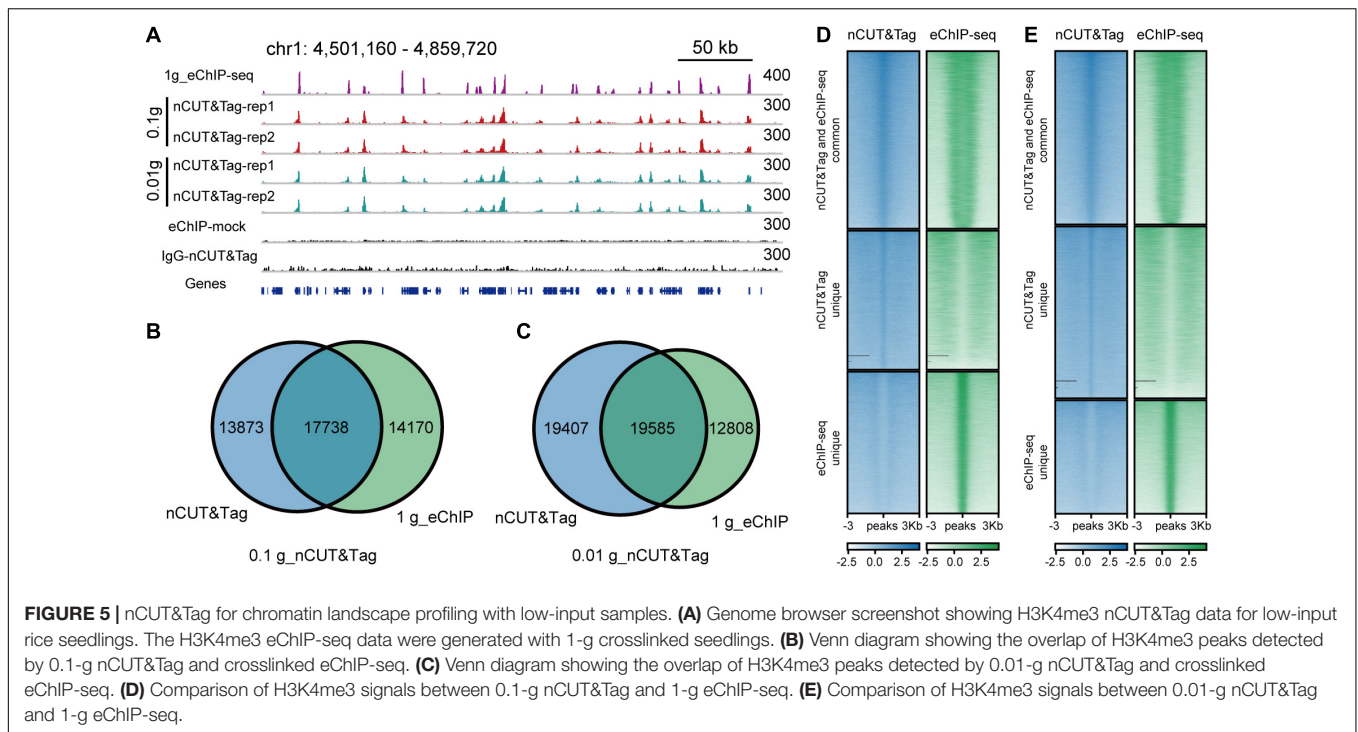 A
chr1: 4,501,160 - 4,859,720
50 kb
1g_eChIP-seq
400
0.1g
nCUT&Tag-rep1
300
nCUT&Tag-rep2
300
0.01g
nCUT&Tag-rep1
300
nCUT&Tag-rep2
300
eChIP-mock
300
IgG-nCUT&Tag
300
Genes
B
13873
17738
14170
nCUT&Tag
1 g_eChIP
0.1 g_nCUT&Tag
C
19407
19585
12808
nCUT&Tag
1 g_eChIP
0.01 g_nCUT&Tag
D
nCUT&Tag eChIP-seq
nCUT&Tag and eChIP-seq
common
nCUT&Tag
unique
eChIP-seq
unique
-3 peaks 3Kb -3 peaks 3Kb
-2.5 0.0 2.5 -2.5 0.0 2.5
E
nCUT&Tag eChIP-seq
nCUT&Tag and eChIP-seq
common
nCUT&Tag
unique
eChIP-seq
unique
-3 peaks 3Kb -3 peaks 3Kb
-2.5 0.0 2.5 -2.5 0.0 2.5
FIGURE 5 | nCUT&Tag for chromatin landscape profiling with low-input samples. (A) Genome browser screenshot showing H3K4me3 nCUT&Tag data for low-input
rice seedlings. The H3K4me3 eChIP-seq data were generated with 1-g crosslinked seedlings. (B) Venn diagram showing the overlap of H3K4me3 peaks detected
by 0.1-g nCUT&Tag and crosslinked eChIP-seq. (C) Venn diagram showing the overlap of H3K4me3 peaks detected by 0.01-g nCUT&Tag and crosslinked
eChIP-seq. (D) Comparison of H3K4me3 signals between 0.1-g nCUT&Tag and 1-g eChIP-seq. (E) Comparison of H3K4me3 signals between 0.01-g nCUT&Tag
and 1-g eChIP-seq.